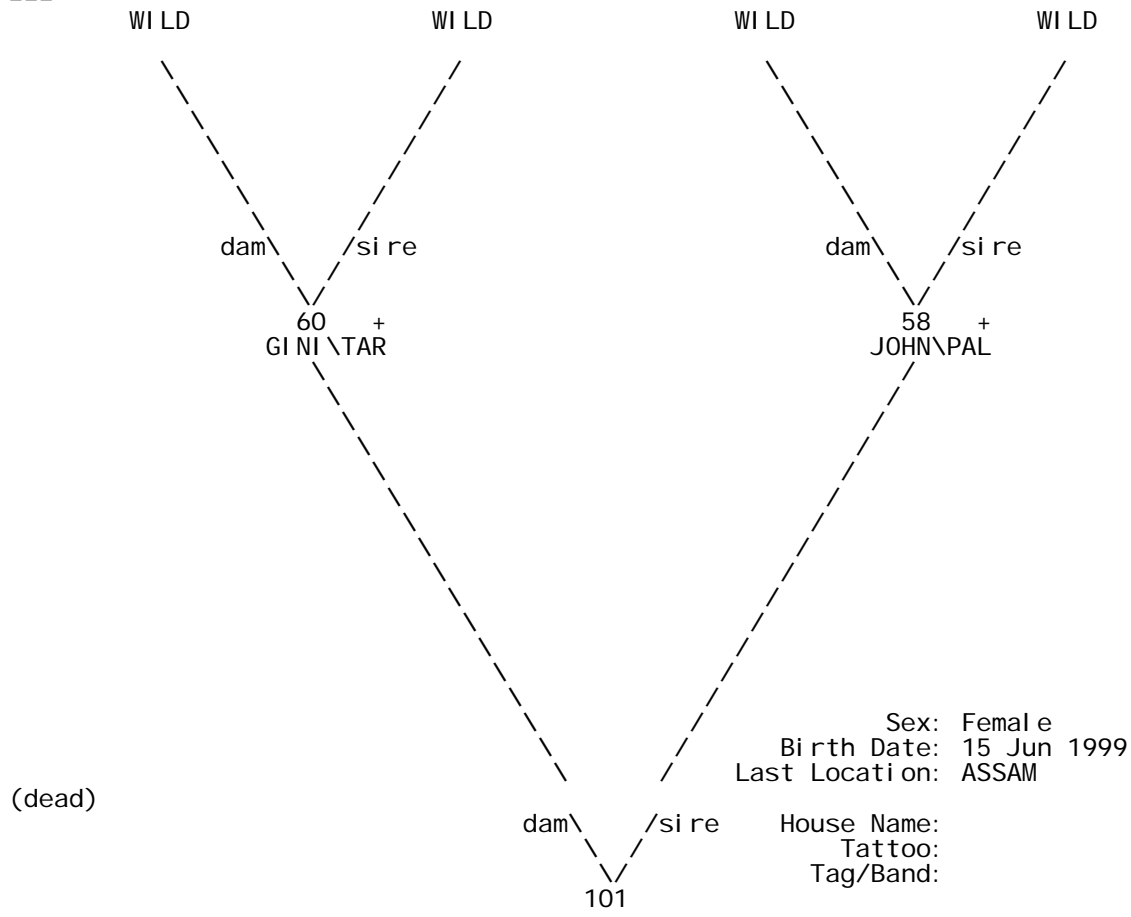 WILD WILD WILD WILD
dam\ /sire dam\ /sire
60 + 58 +
GINI\TAR JOHN\PAL
Sex: Female
Birth Date: 15 Jun 1999
Last Location: ASSAM
(dead)
dam\ /sire House Name:
Tattoo:
Tag/Band:
101